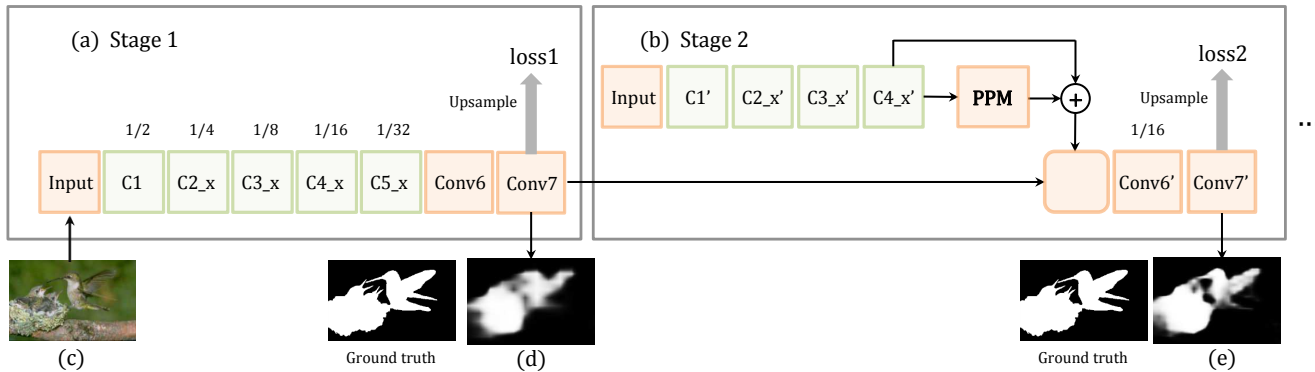 (a) Stage 1
loss1
Upsample
1/2 1/4 1/8 1/16 1/32
Input C1 C2_x C3_x C4_x C5_x Conv6 Conv7
(b) Stage 2
loss2
Input C1’ C2_x’ C3_x’ C4_x’ PPM +
Upsample
1/16
Conv6’ Conv7’
..
Ground truth
Ground truth
(c) (d) (e)